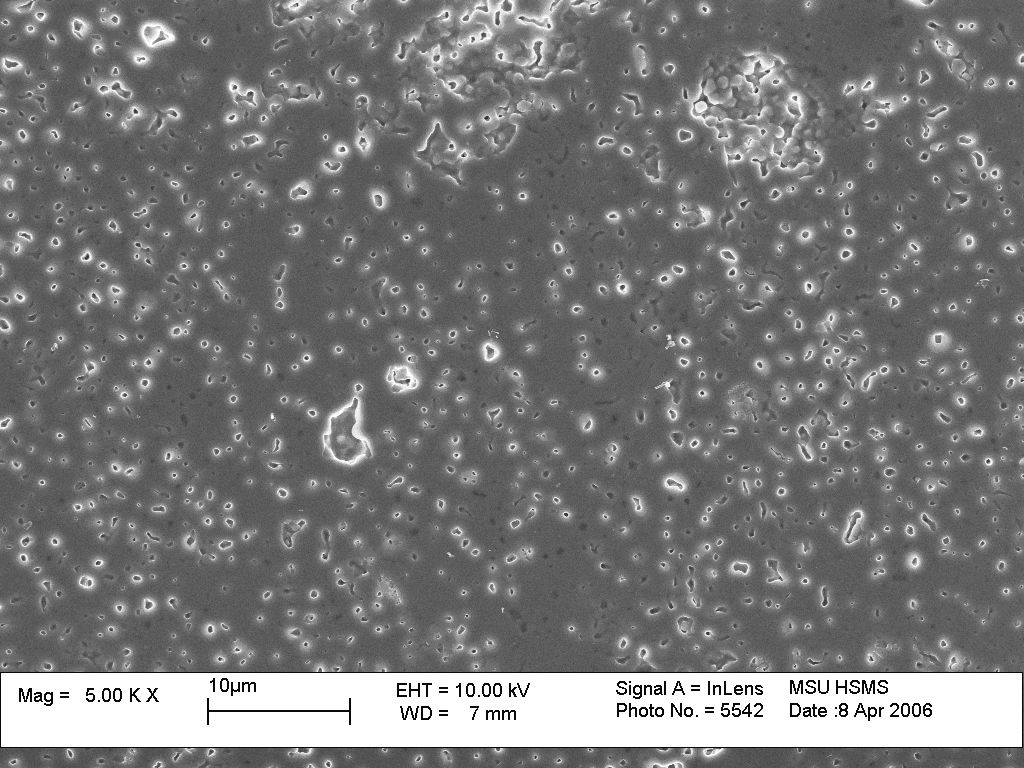 Mag = 5.00 K X
10µm
EHT = 10.00 kV
WD = 7 mm
Signal A = InLens
Photo No. = 5542
MSU HSMS
Date :8 Apr 2006